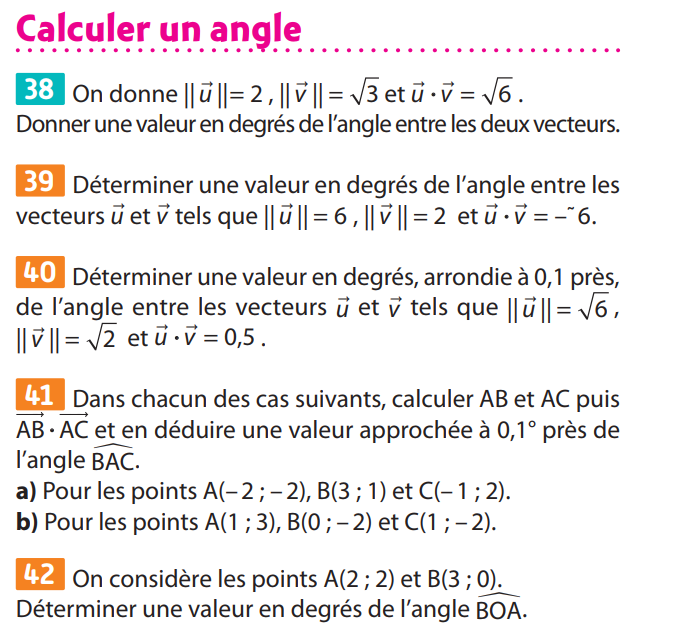 Calculer un angle
38 On donne ||u⃗||= 2 , ||v⃗|| = √3 et u⃗ · v⃗ = √6 .
Donner une valeur en degrés de l’angle entre les deux vecteurs.
39 Déterminer une valeur en degrés de l’angle entre les
vecteurs u⃗ et v⃗ tels que ||u⃗|| = 6 , ||v⃗|| = 2 et u⃗ · v⃗ = –˜ 6.
40 Déterminer une valeur en degrés, arrondie à 0,1 près,
de l’angle entre les vecteurs u⃗ et v⃗ tels que ||u⃗|| = √6 ,
||v⃗|| = √2 et u⃗ · v⃗ = 0,5 .
41 Dans chacun des cas suivants, calculer AB et AC puis
AB⃗ · AC⃗ et en déduire une valeur approchée à 0,1° près de
l’angle B͡AC.
a) Pour les points A(– 2 ; – 2), B(3 ; 1) et C(– 1 ; 2).
b) Pour les points A(1 ; 3), B(0 ; – 2) et C(1 ; – 2).
42 On considère les points A(2 ; 2) et B(3 ; 0).
Déterminer une valeur en degrés de l’angle B͡OA.